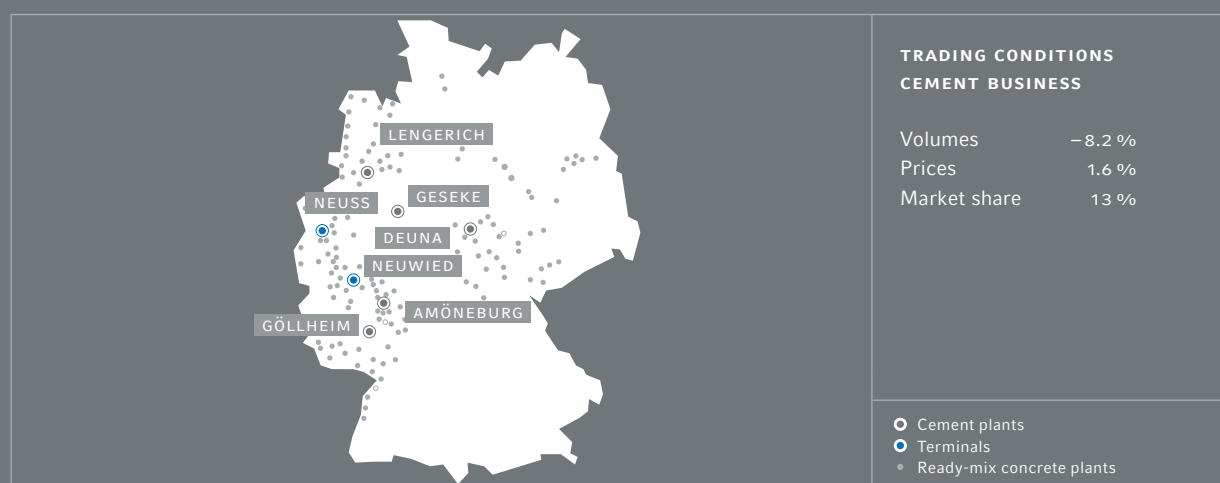 LENGERICH
NEUSS
GESEKE
DEUNA
NEUWIED
AMÖNEBURG
GÖLLHEIM
TRADING CONDITIONS
CEMENT BUSINESS
Volumes −8.2 %
Prices 1.6 %
Market share 13 %
Cement plants
Terminals
Ready-mix concrete plants